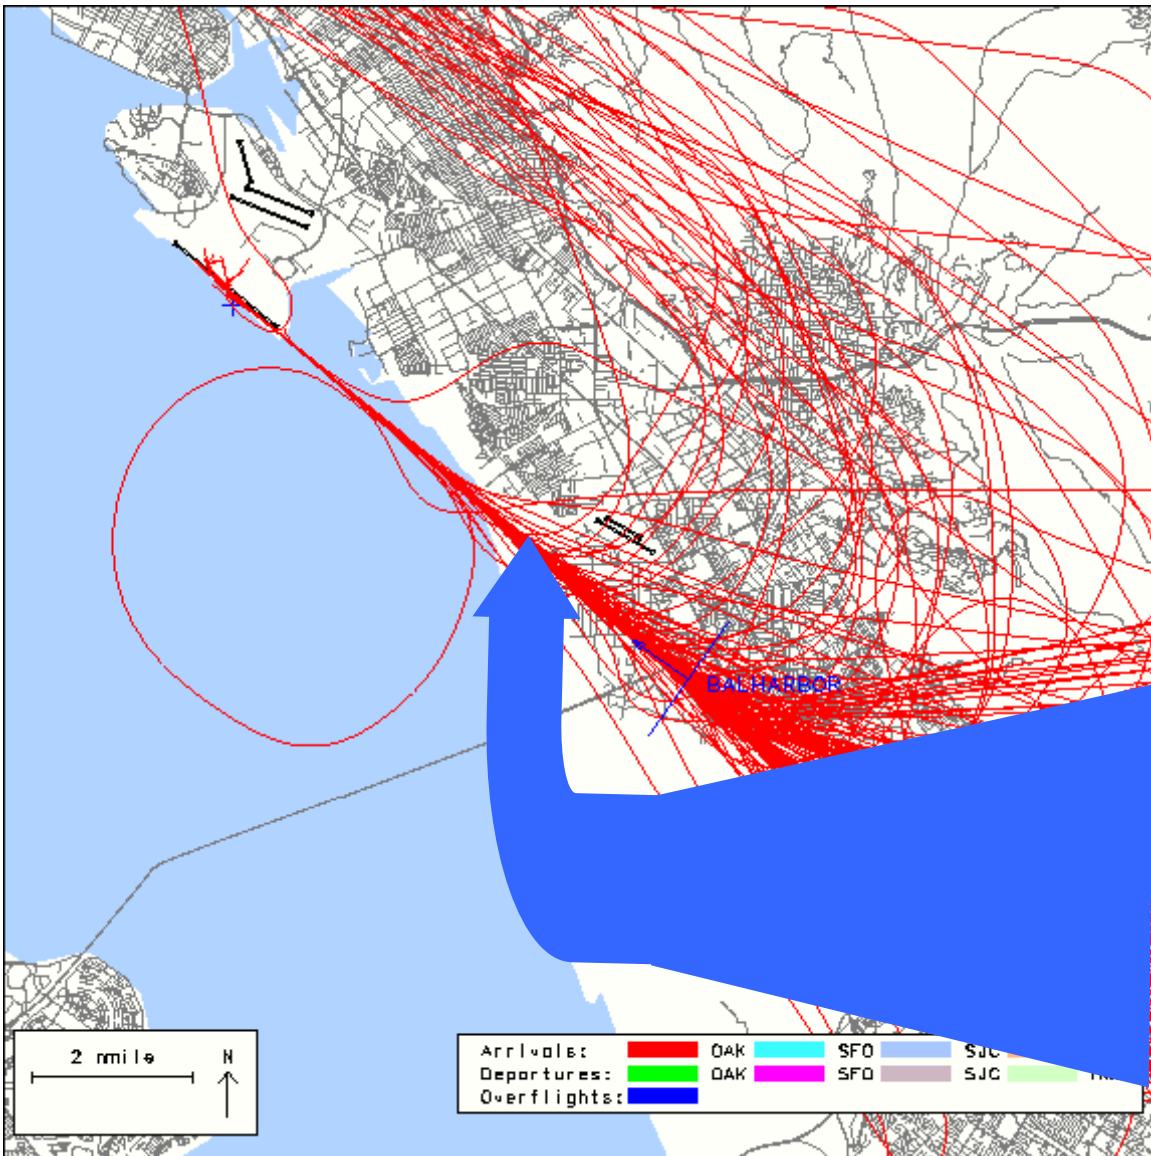 BALHARBOR
2 nmile N
Arrivals: OAK SFO SJC
Departures: OAK SFO SJC
Overflights: